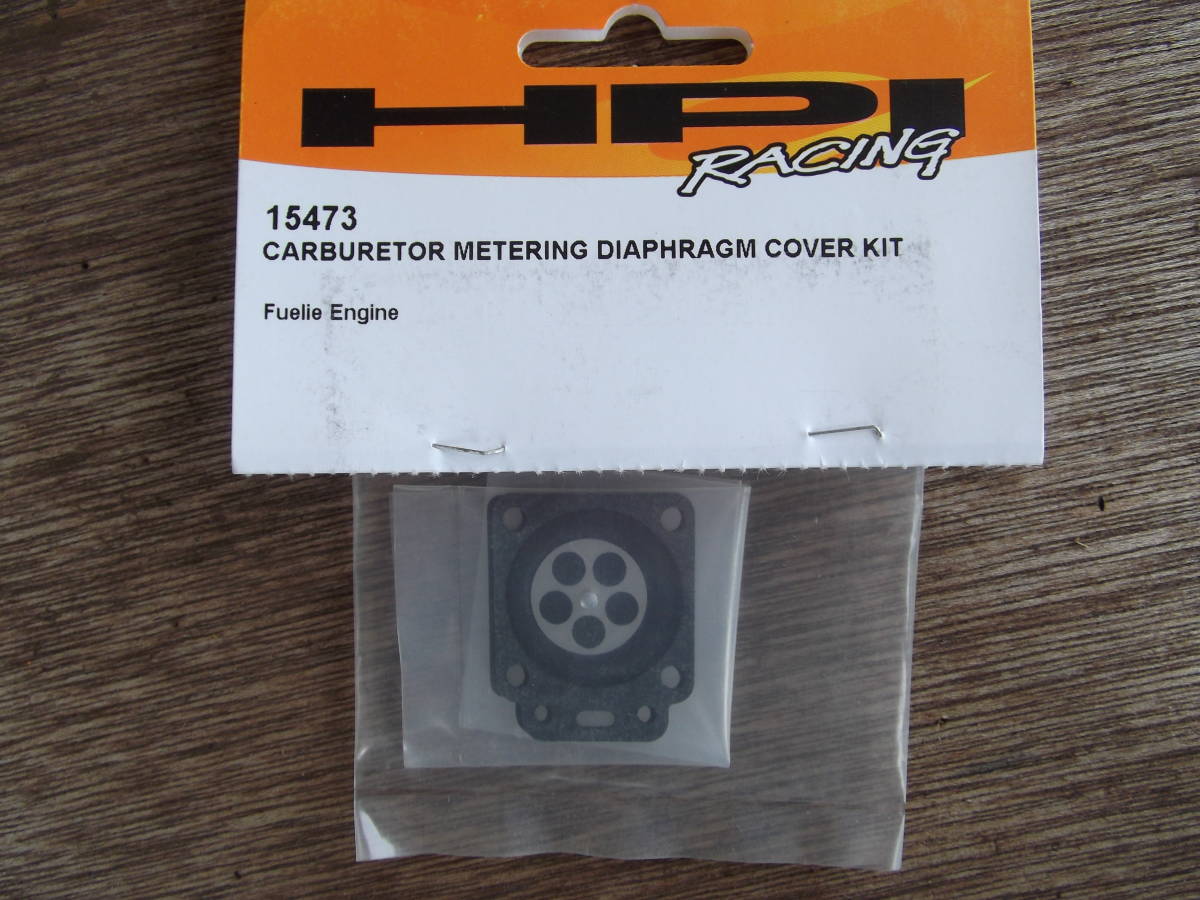 HPI
RACING
15473
CARBURETOR METERING DIAPHRAGM COVER KIT
Fuelie Engine